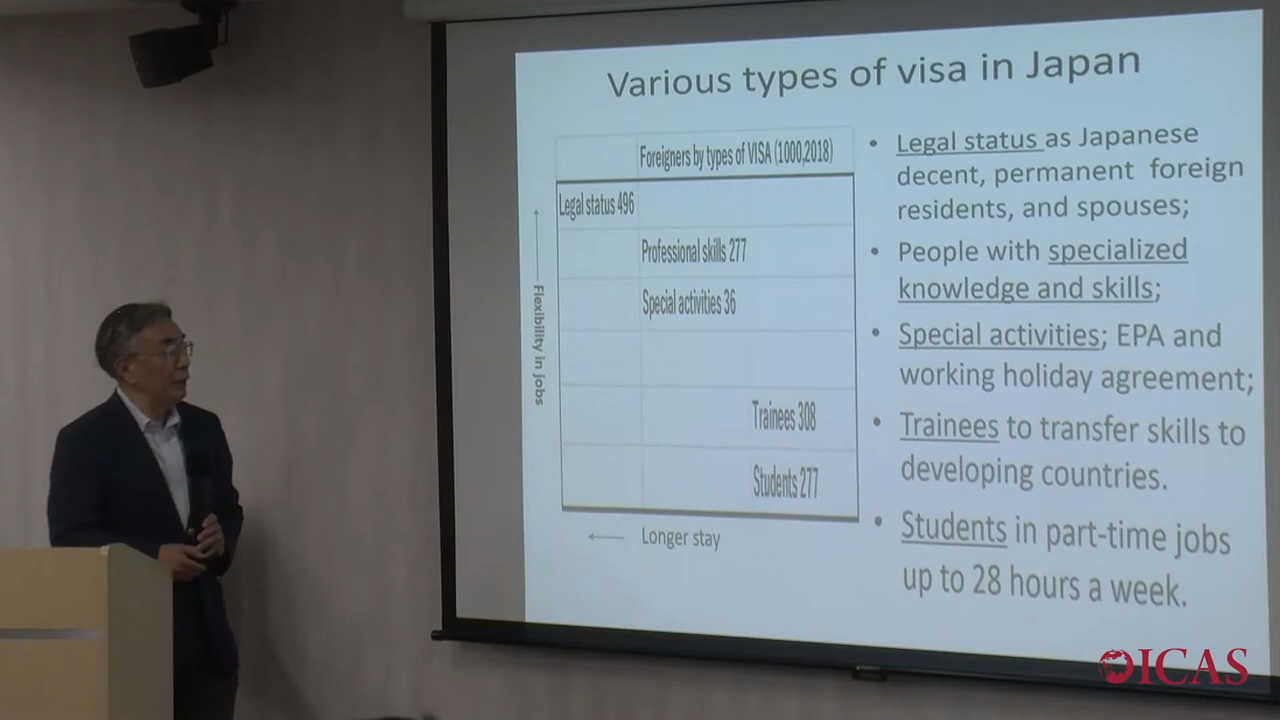 Various types of visa in Japan
Foreigners by types of VISA (1000,2018)
Legal status 496
Professional skills 277
Special activities 36
Trainees 308
Students 277
Flexibility in jobs
Longer stay
• Legal status as Japanese
decent, permanent foreign
residents, and spouses;
• People with specialized
knowledge and skills;
• Special activities; EPA and
working holiday agreement;
• Trainees to transfer skills to
developing countries.
• Students in part-time jobs
up to 28 hours a week.
ICAS